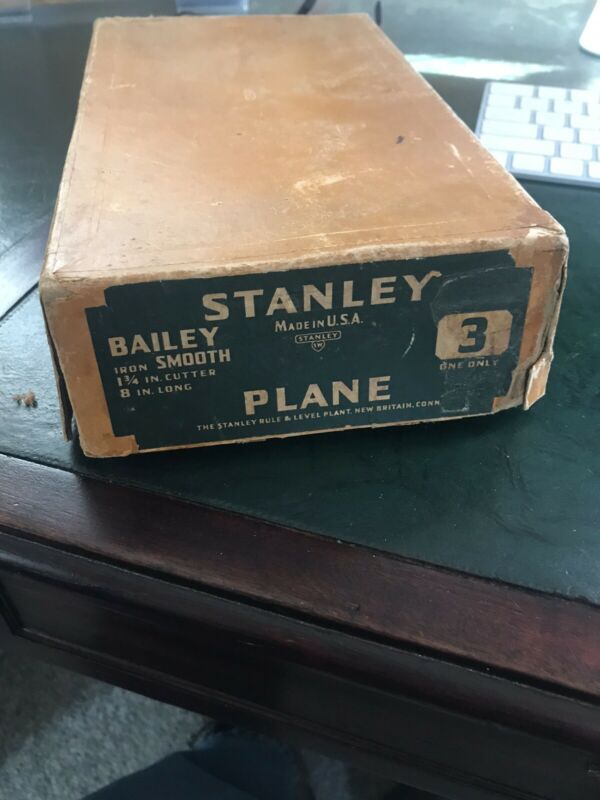 STANLEY
MADE IN U.S.A.
STANLEY
SW
BAILEY
IRON SMOOTH
1¾ IN. CUTTER
8 IN. LONG
3
ONE ONLY
PLANE
THE STANLEY RULE & LEVEL PLANT. NEW BRITAIN. CONN.